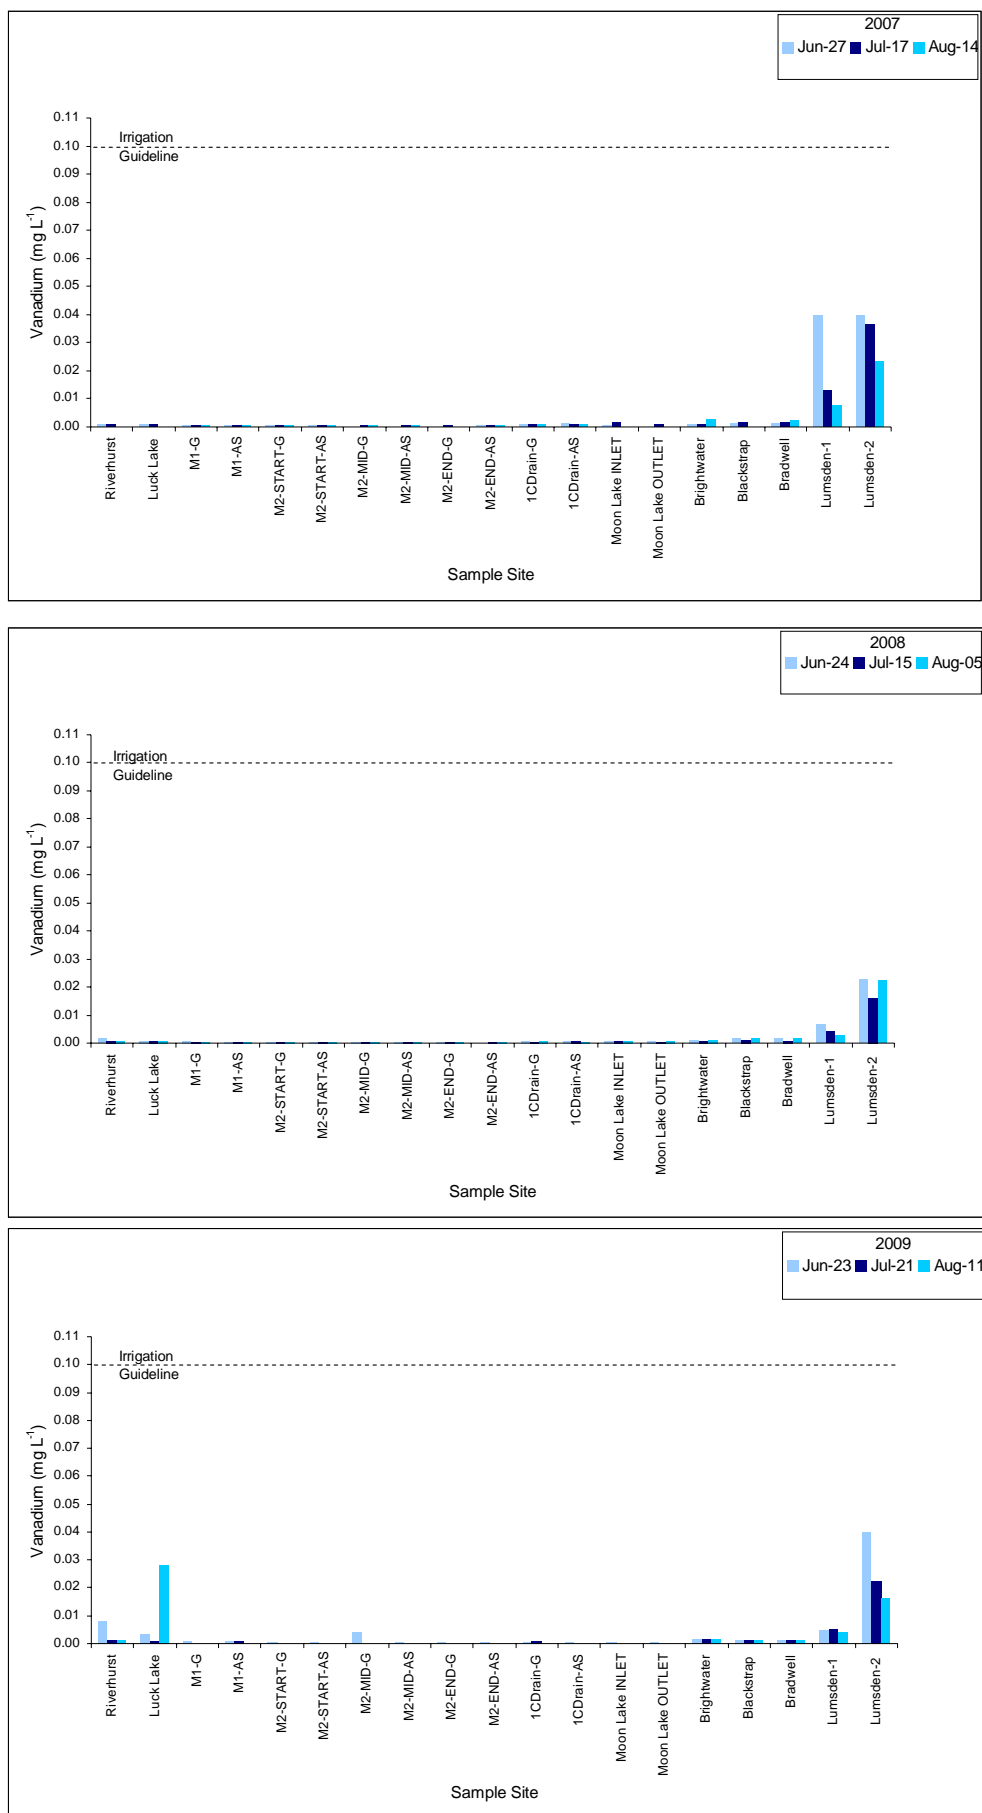 2007
Jun-27 Jul-17 Aug-14
0.11
0.10
0.09
0.08
0.07
0.06
0.05
0.04
0.03
0.02
0.01
0.00
Vanadium (mg L-1)
Irrigation
Guideline
Riverhurst
Luck Lake
M1-G
M1-AS
M2-START-G
M2-START-AS
M2-MID-G
M2-MID-AS
M2-END-G
M2-END-AS
1CDrain-G
1CDrain-AS
Moon Lake INLET
Moon Lake OUTLET
Brightwater
Blackstrap
Bradwell
Lumsden-1
Lumsden-2
Sample Site
2008
Jun-24 Jul-15 Aug-05
0.11
0.10
0.09
0.08
0.07
0.06
0.05
0.04
0.03
0.02
0.01
0.00
Vanadium (mg L-1)
Irrigation
Guideline
Riverhurst
Luck Lake
M1-G
M1-AS
M2-START-G
M2-START-AS
M2-MID-G
M2-MID-AS
M2-END-G
M2-END-AS
1CDrain-G
1CDrain-AS
Moon Lake INLET
Moon Lake OUTLET
Brightwater
Blackstrap
Bradwell
Lumsden-1
Lumsden-2
Sample Site
2009
Jun-23 Jul-21 Aug-11
0.11
0.10
0.09
0.08
0.07
0.06
0.05
0.04
0.03
0.02
0.01
0.00
Vanadium (mg L-1)
Irrigation
Guideline
Riverhurst
Luck Lake
M1-G
M1-AS
M2-START-G
M2-START-AS
M2-MID-G
M2-MID-AS
M2-END-G
M2-END-AS
1CDrain-G
1CDrain-AS
Moon Lake INLET
Moon Lake OUTLET
Brightwater
Blackstrap
Bradwell
Lumsden-1
Lumsden-2
Sample Site